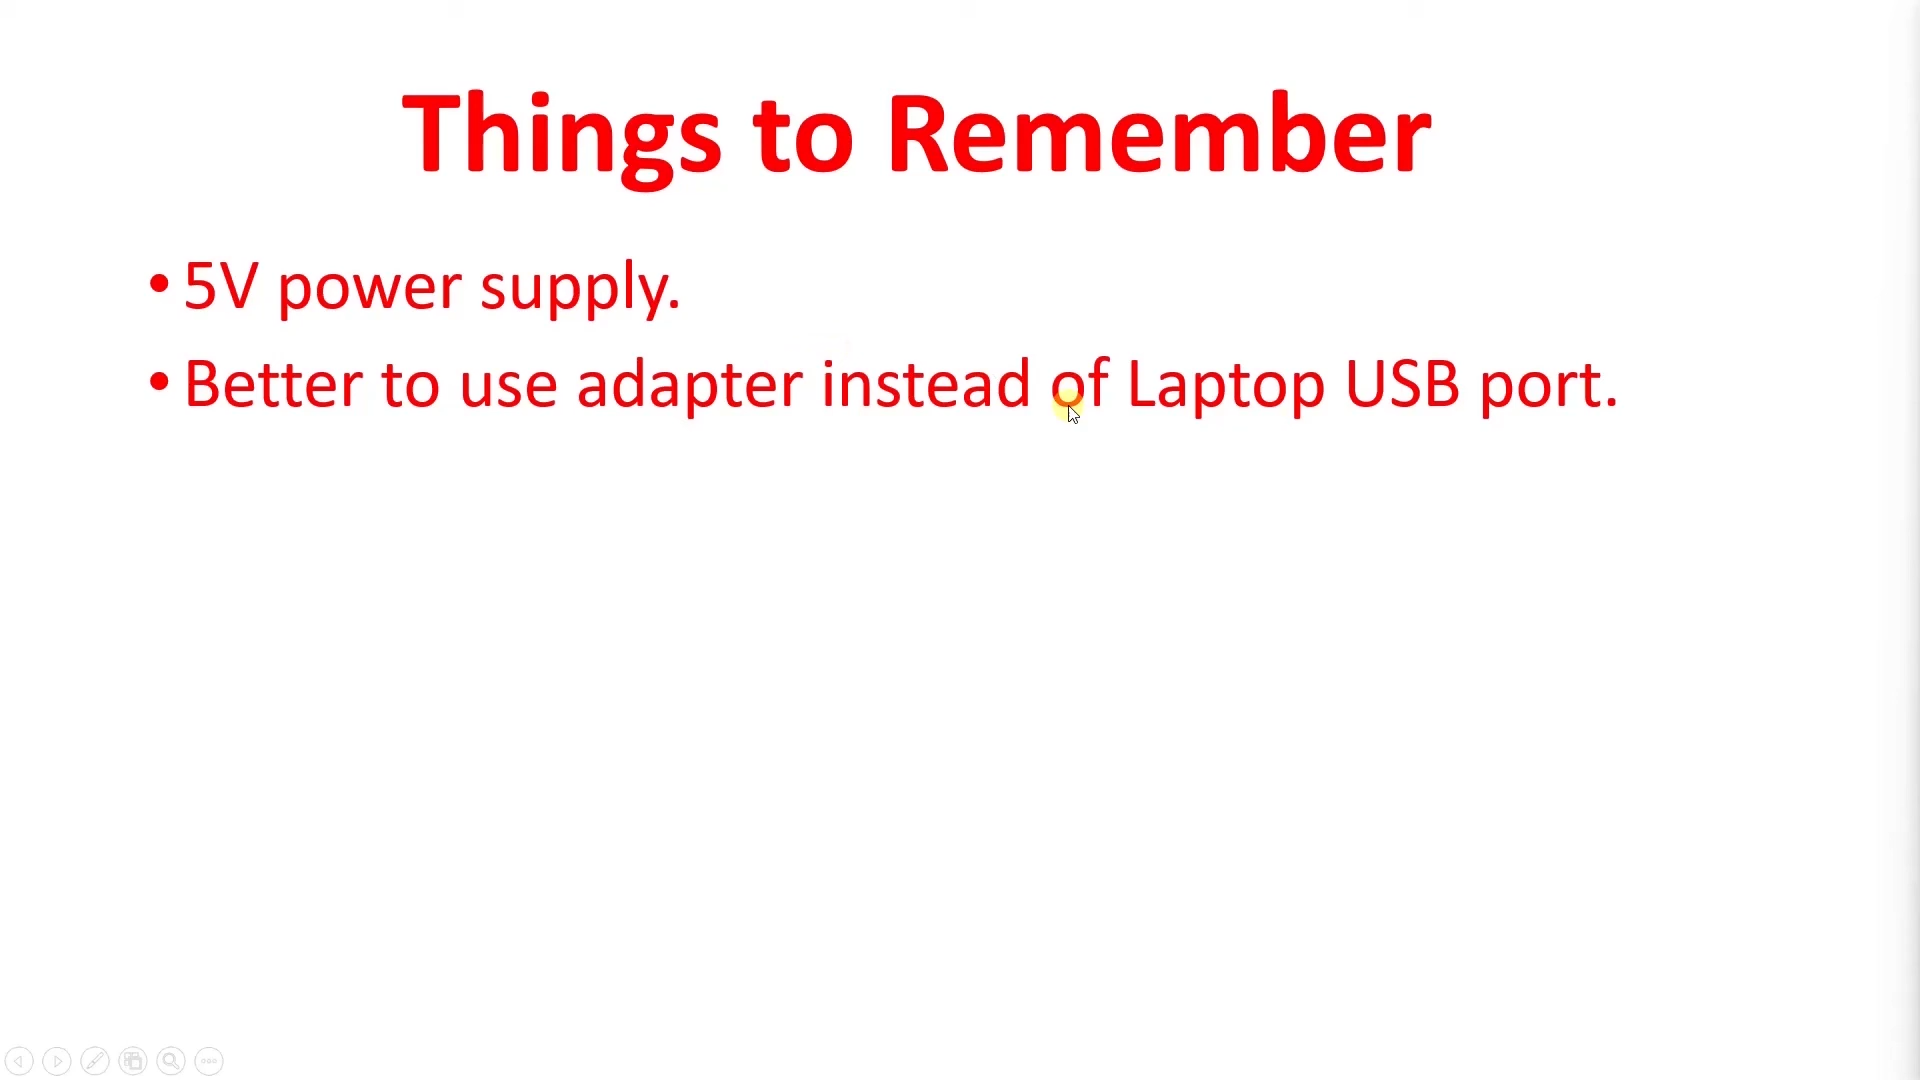 Things to Remember
• 5V power supply.
• Better to use adapter instead of Laptop USB port.